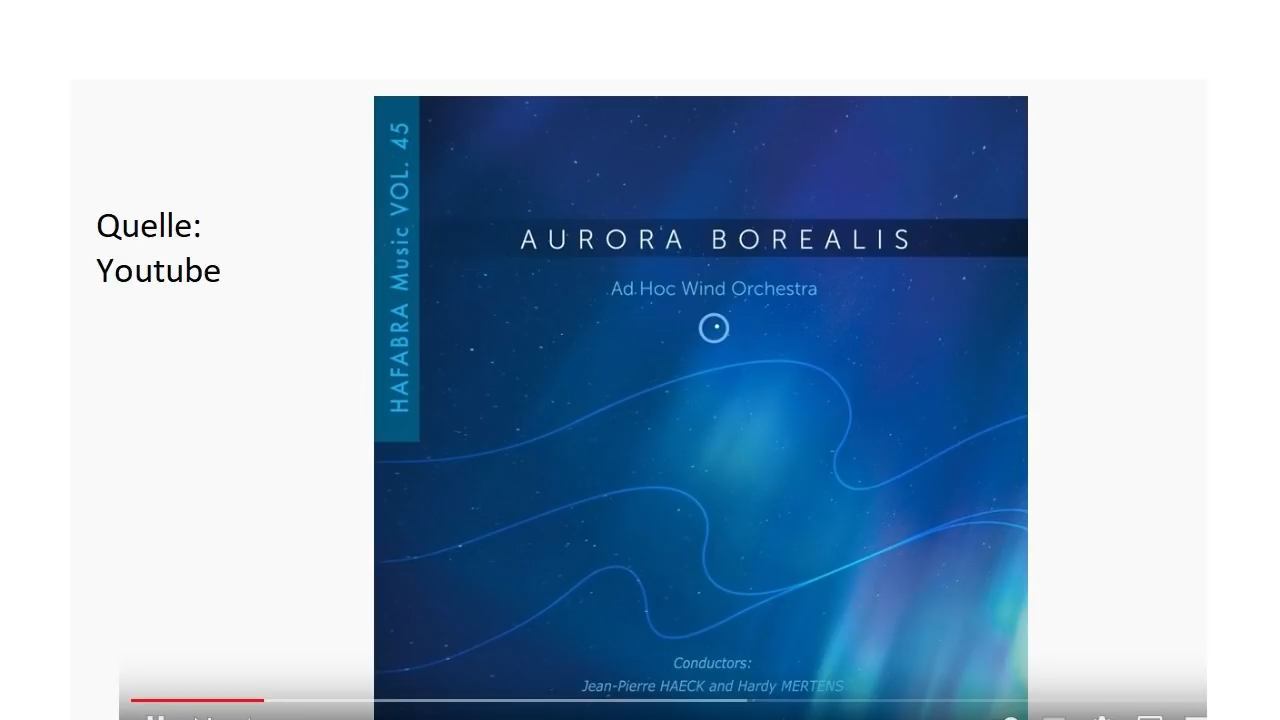 Quelle:
Youtube
HAFABRA Music VOL. 45
AURORA BOREALIS
Ad Hoc Wind Orchestra
Conductors:
Jean-Pierre HAECK and Hardy MERTENS